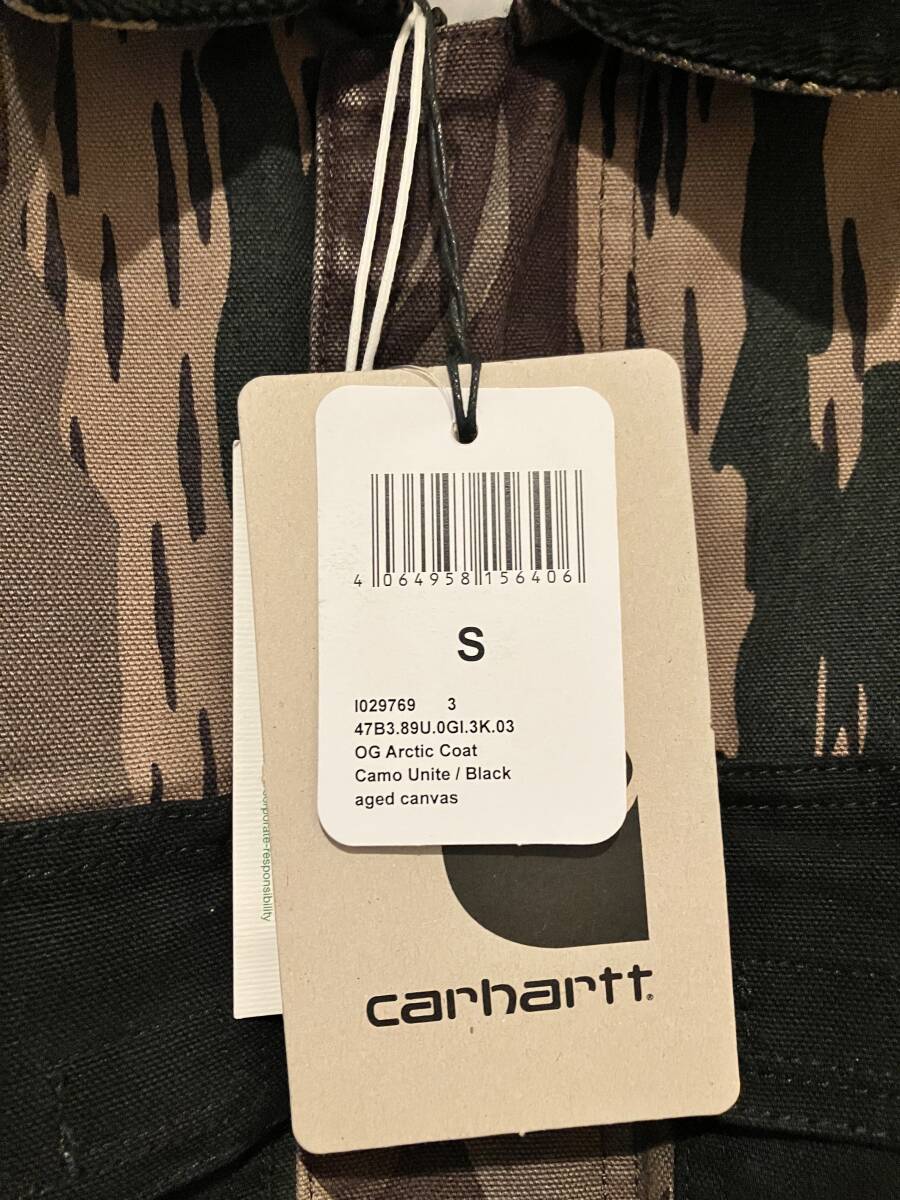 4 064958 156406
S
I029769 3
47B3.89U.0GI.3K.03
OG Arctic Coat
Camo Unite / Black
aged canvas
corporate-responsibility
carhartt®